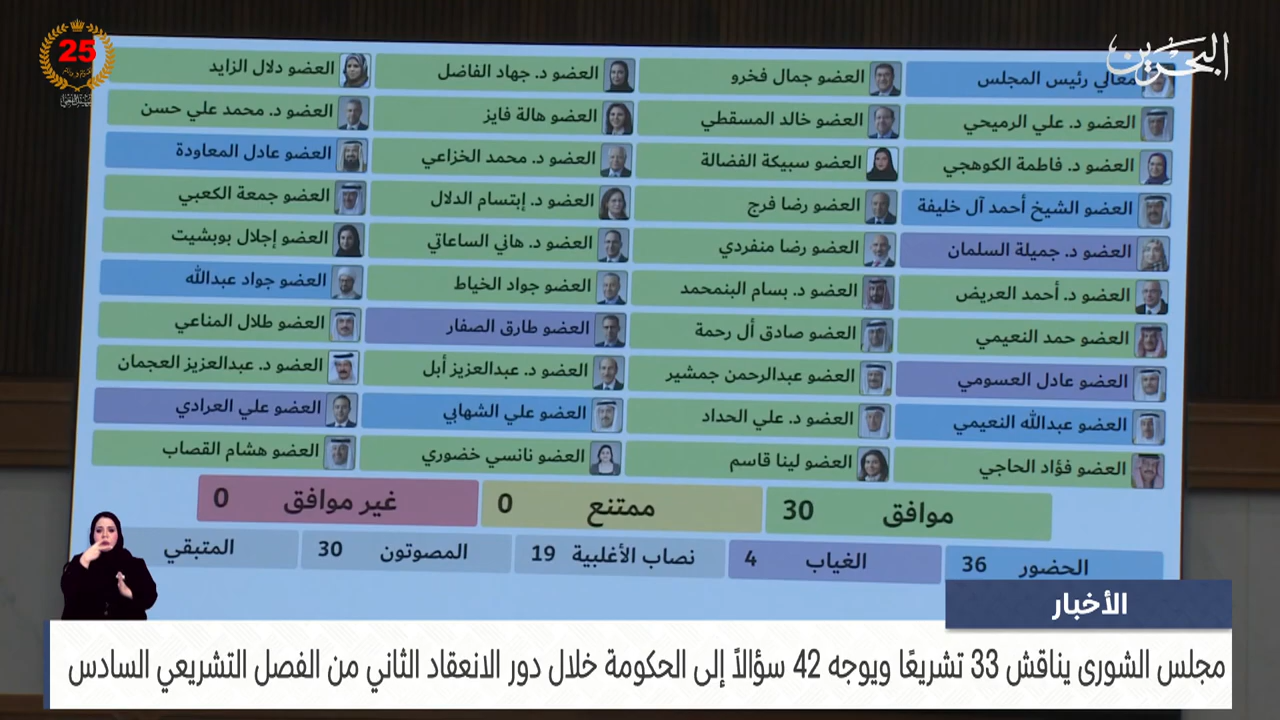 25
البحرين
معالي رئيس المجلس
العضو جمال فخرو
العضو د. جهاد الفاضل
العضو دلال الزايد
العضو د. علي الرميحي
العضو خالد المسقطي
العضو هالة فايز
العضو د. محمد علي حسن
العضو د. فاطمة الكوهجي
العضو سبيكة الفضالة
العضو د. محمد الخزاعي
العضو عادل المعاودة
العضو الشيخ أحمد آل خليفة
العضو رضا فرج
العضو د. إبتسام الدلال
العضو جمعة الكعبي
العضو د. جميلة السلمان
العضو رضا منفردي
العضو د. هاني الساعاتي
العضو إجلال بوبشيت
العضو د. أحمد العريض
العضو د. بسام البنمحمد
العضو جواد الخياط
العضو جواد عبدالله
العضو حمد النعيمي
العضو صادق أل رحمة
العضو طارق الصفار
العضو طلال المناعي
العضو عادل العسومي
العضو عبدالرحمن جمشير
العضو د. عبدالعزيز أبل
العضو د. عبدالعزيز العجمان
العضو عبدالله النعيمي
العضو د. علي الحداد
العضو علي الشهابي
العضو علي العرادي
العضو فؤاد الحاجي
العضو لينا قاسم
العضو نانسي خضوري
العضو هشام القصاب
موافق 30
ممتنع 0
غير موافق 0
الحضور 36
الغياب 4
نصاب الأغلبية 19
المصوتون 30
المتبقي
الأخبار
مجلس الشورى يناقش 33 تشريعًا ويوجه 42 سؤالاً إلى الحكومة خلال دور الانعقاد الثاني من الفصل التشريعي السادس